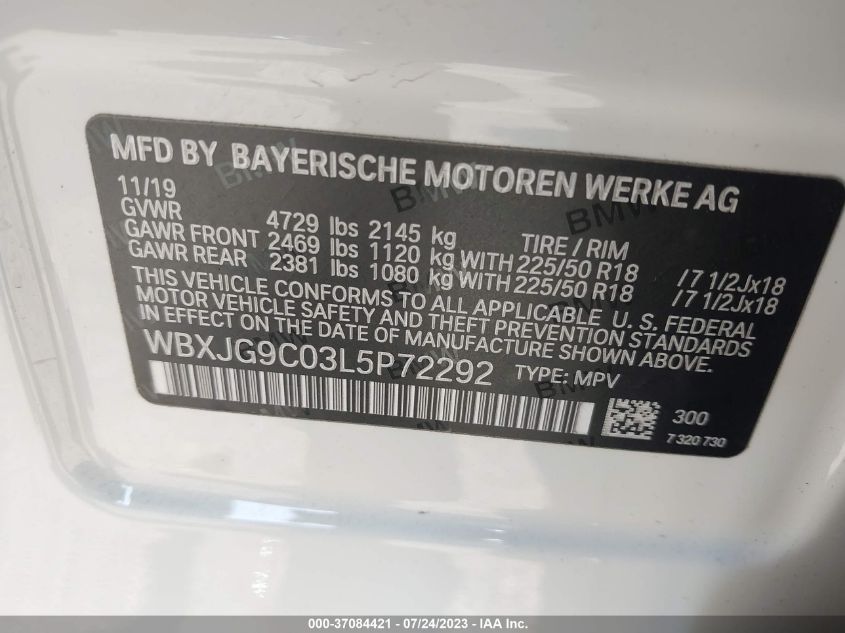 MFD BY BAYERISCHE MOTOREN WERKE AG
11/19
GVWR 4729 lbs 2145 kg TIRE / RIM
GAWR FRONT 2469 lbs 1120 kg WITH 225/50 R18 /7 1/2Jx18
GAWR REAR 2381 lbs 1080 kg WITH 225/50 R18 /7 1/2Jx18
THIS VEHICLE CONFORMS TO ALL APPLICABLE U. S. FEDERAL
MOTOR VEHICLE SAFETY AND THEFT PREVENTION STANDARDS
IN EFFECT ON THE DATE OF MANUFACTURE SHOWN ABOVE.
WBXJG9C03L5P72292 TYPE: MPV
300
7 320 730
000-37084421 - 07/24/2023 - IAA Inc.